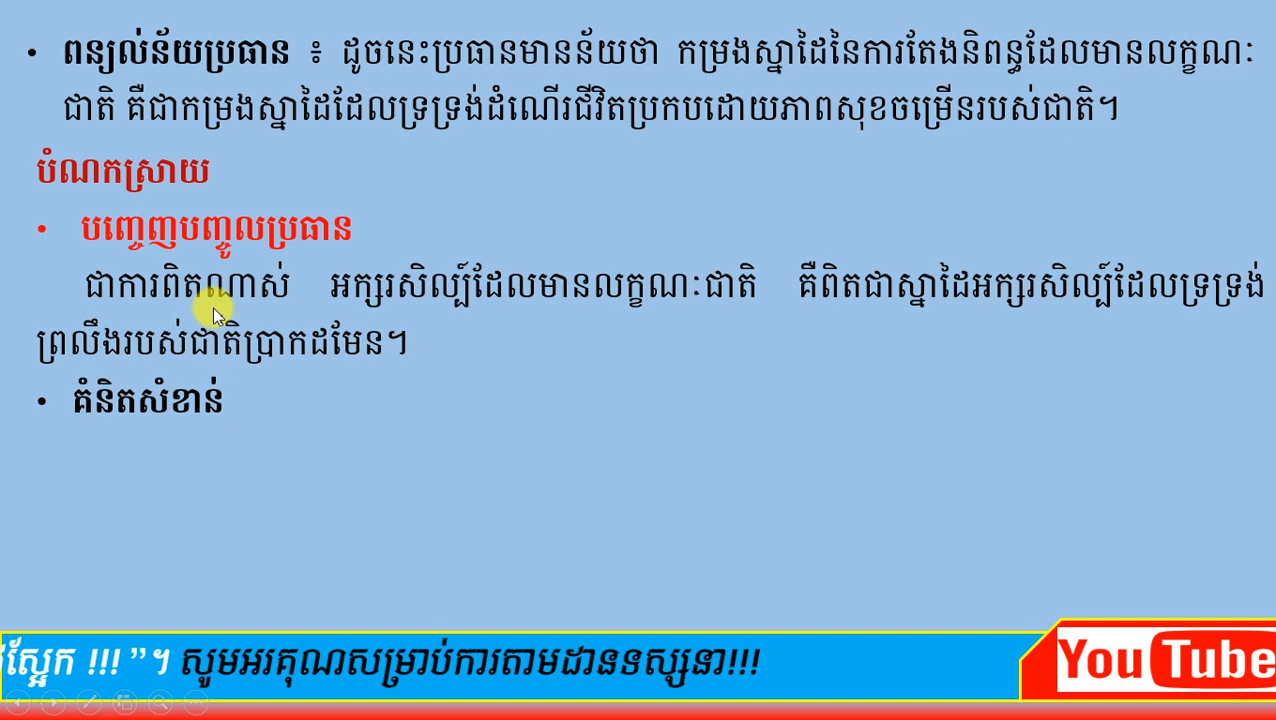 • ពន្យល់ន័យប្រធាន ៖ ដូចនេះប្រធានមានន័យថា កម្រងស្នាដៃនៃការតែងនិពន្ធដែលមានលក្ខណៈ
ជាតិ គឺជាកម្រងស្នាដៃដែលទ្រទ្រង់ដំណើរជីវិតប្រកបដោយភាពសុខចម្រើនរបស់ជាតិ។
បំណកស្រាយ
• បញ្ចេញបញ្ចូលប្រធាន
ជាការពិតណាស់ អក្សរសិល្ប៍ដែលមានលក្ខណៈជាតិ គឺពិតជាស្នាដៃអក្សរសិល្ប៍ដែលទ្រទ្រង់
ព្រលឹងរបស់ជាតិប្រាកដមែន។
• គំនិតសំខាន់
ស្អែក !!! ”។ សូមអរគុណសម្រាប់ការតាមដានទស្សនា!!!
YouTube